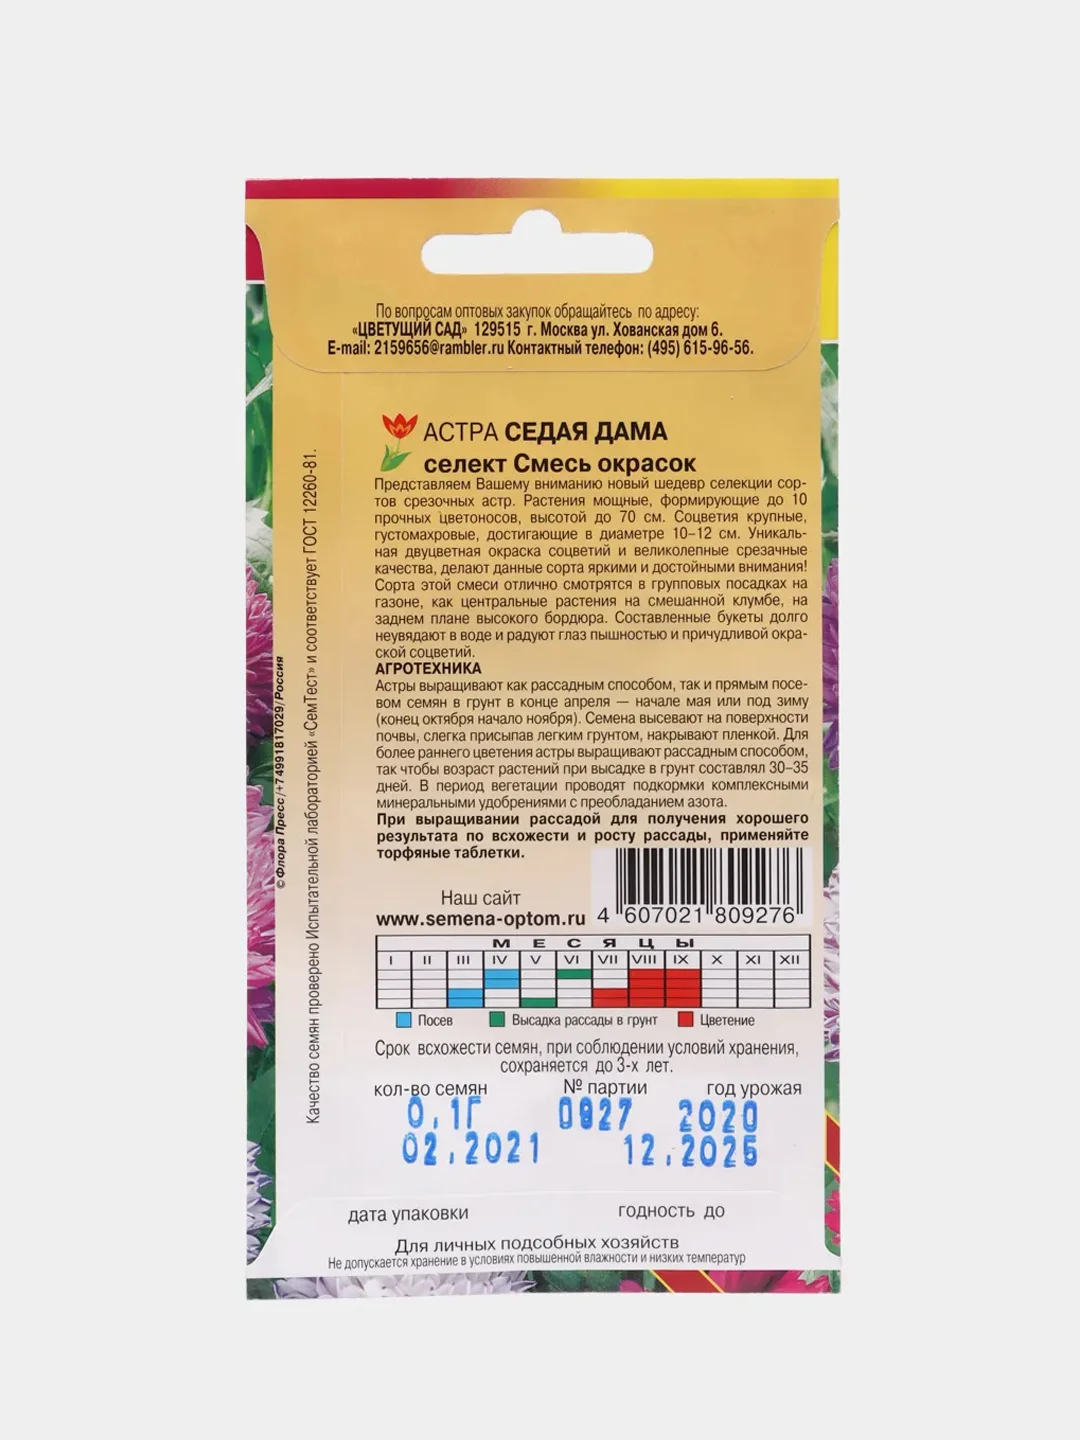 По вопросам оптовых закупок обращайтесь по адресу:
«ЦВЕТУЩИЙ САД» 129515 г. Москва ул. Хованская дом 6.
E-mail: 2159656@rambler.ru Контактный телефон: (495) 615-96-56.
АСТРА СЕДАЯ ДАМА
селект Смесь окрасок
Представляем Вашему вниманию новый шедевр селекции сор-
тов срезочных астр. Растения мощные, формирующие до 10
прочных цветоносов, высотой до 70 см. Соцветия крупные,
густомахровые, достигающие в диаметре 10–12 см. Уникаль-
ная двуцветная окраска соцветий и великолепные срезачные
качества, делают данные сорта яркими и достойными внимания!
Сорта этой смеси отлично смотрятся в групповых посадках на
газоне, как центральные растения на смешанной клумбе, на
заднем плане высокого бордюра. Составленные букеты долго
неувядают в воде и радуют глаз пышностью и причудливой окра-
ской соцветий.
АГРОТЕХНИКА
Астры выращивают как рассадным способом, так и прямым посе-
вом семян в грунт в конце апреля — начале мая или под зиму
(конец октября начало ноября). Семена высевают на поверхности
почвы, слегка присыпав легким грунтом, накрывают пленкой. Для
более раннего цветения астры выращивают рассадным способом,
так чтобы возраст растений при высадке в грунт составлял 30–35
дней. В период вегетации проводят подкормки комплексными
минеральными удобрениями с преобладанием азота.
При выращивании рассадой для получения хорошего
результата по всхожести и росту рассады, применяйте
торфяные таблетки.
Наш сайт
www.semena-optom.ru
4 607021 809276
МЕСЯЦЫ
I II III IV V VI VII VIII IX X XI XII
Посев Высадка рассады в грунт Цветение
Срок всхожести семян, при соблюдении условий хранения,
сохраняется до 3-х лет.
кол-во семян № партии год урожая
0,1Г 0827 2020
02.2021 12.2025
дата упаковки годность до
Для личных подсобных хозяйств
Не допускается хранение в условиях повышенной влажности и низких температур
Качество семян проверено Испытательной лабораторией «СемТест» и соответствует ГОСТ 12260-81.
© Флора Пресс/+74991817029/Россия